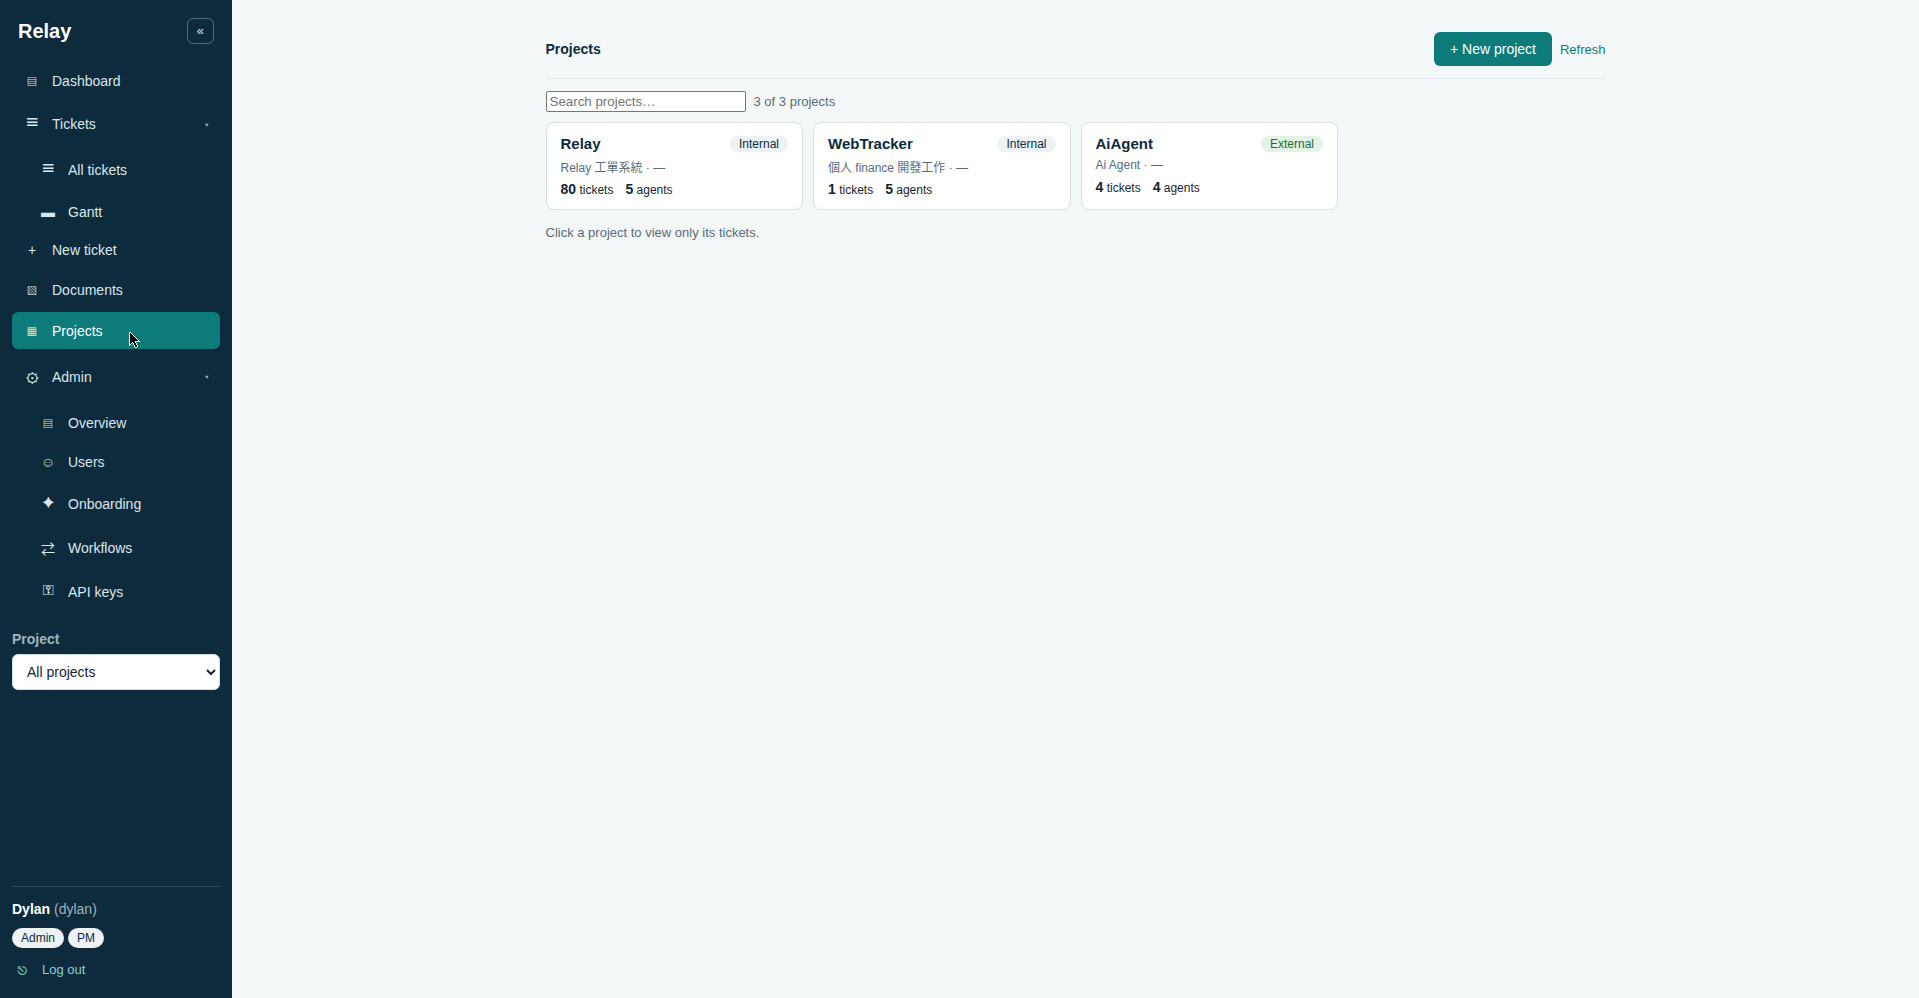 Relay
«
Dashboard
Tickets
All tickets
Gantt
+ New ticket
Documents
Projects
Admin
Overview
Users
Onboarding
Workflows
API keys
Project
All projects
Dylan (dylan)
Admin PM
Log out
Projects
+ New project Refresh
Search projects… 3 of 3 projects
Relay Internal
Relay 工單系統 · —
80 tickets 5 agents
WebTracker Internal
個人 finance 開發工作 · —
1 tickets 5 agents
AiAgent External
Ai Agent · —
4 tickets 4 agents
Click a project to view only its tickets.